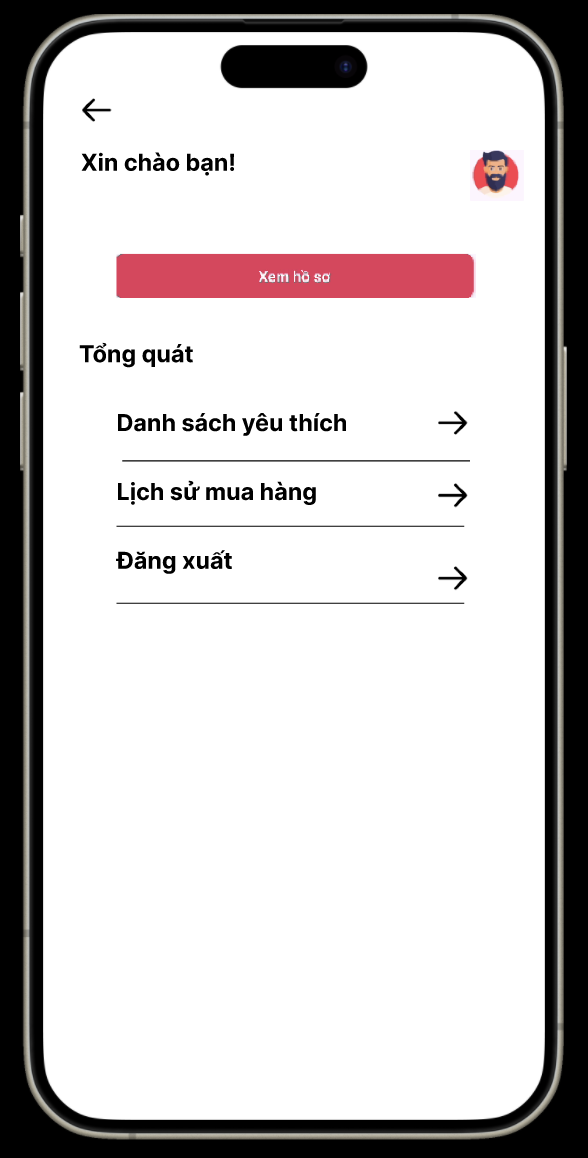 Xin chào bạn!
Xem hồ sơ
Tổng quát
Danh sách yêu thích
Lịch sử mua hàng
Đăng xuất